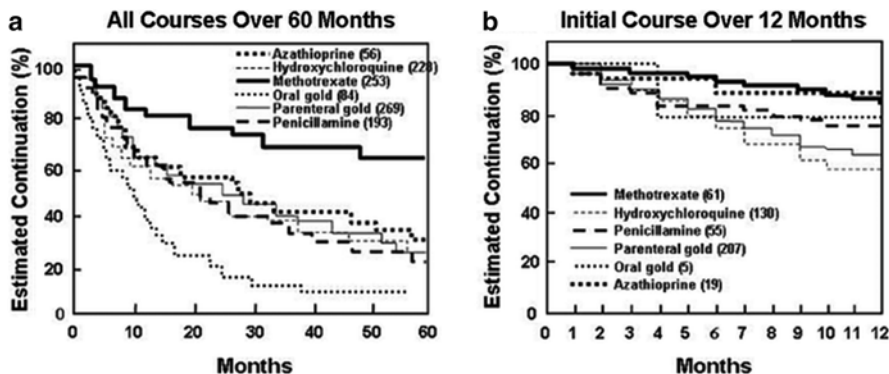 a
All Courses Over 60 Months
Estimated Continuation (%)
100
80
60
40
20
0
Azathioprine (56)
Hydroxychloroquine (228)
Methotrexate (253)
Oral gold (84)
Parenteral gold (269)
Penicillamine (193)
0 10 20 30 40 50 60
Months
b
Initial Course Over 12 Months
Estimated Continuation (%)
100
80
60
40
20
0
Methotrexate (61)
Hydroxychloroquine (130)
Penicillamine (55)
Parenteral gold (207)
Oral gold (5)
Azathioprine (19)
0 1 2 3 4 5 6 7 8 9 10 11 12
Months